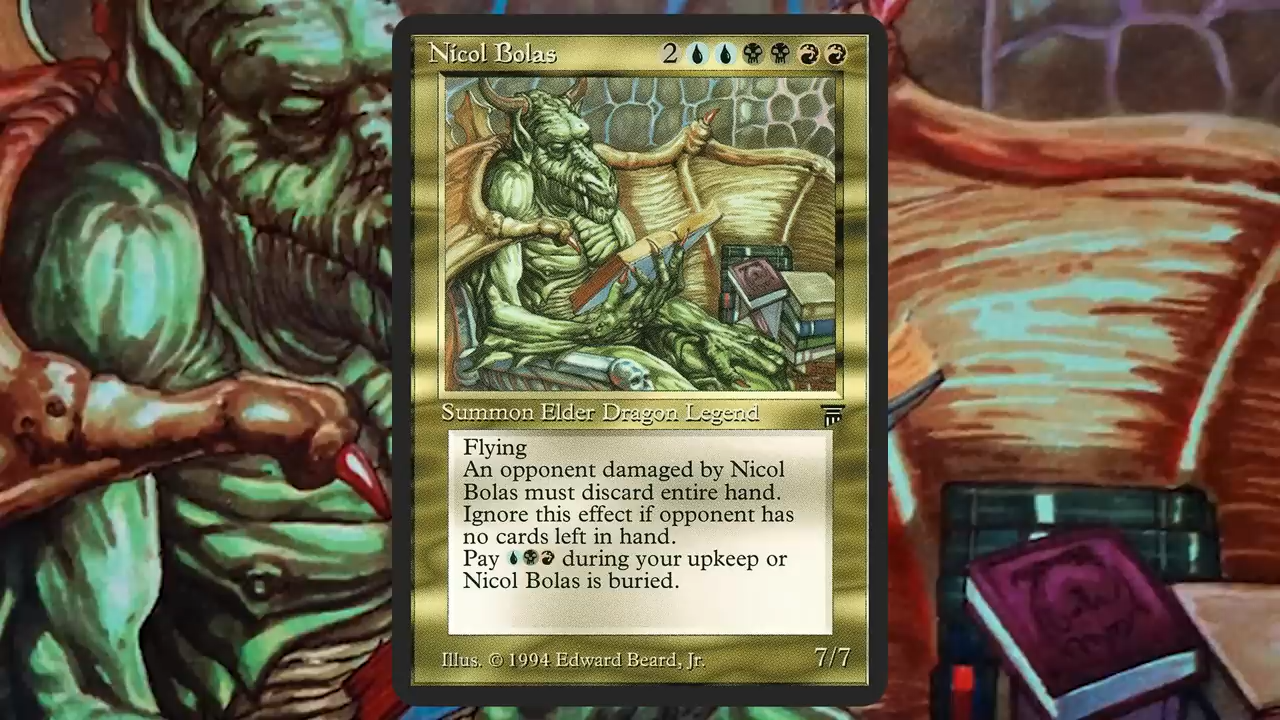 Nicol Bolas 2
Summon Elder Dragon Legend
Flying
An opponent damaged by Nicol
Bolas must discard entire hand.
Ignore this effect if opponent has
no cards left in hand.
Pay during your upkeep or
Nicol Bolas is buried.
Illus. © 1994 Edward Beard, Jr. 7/7